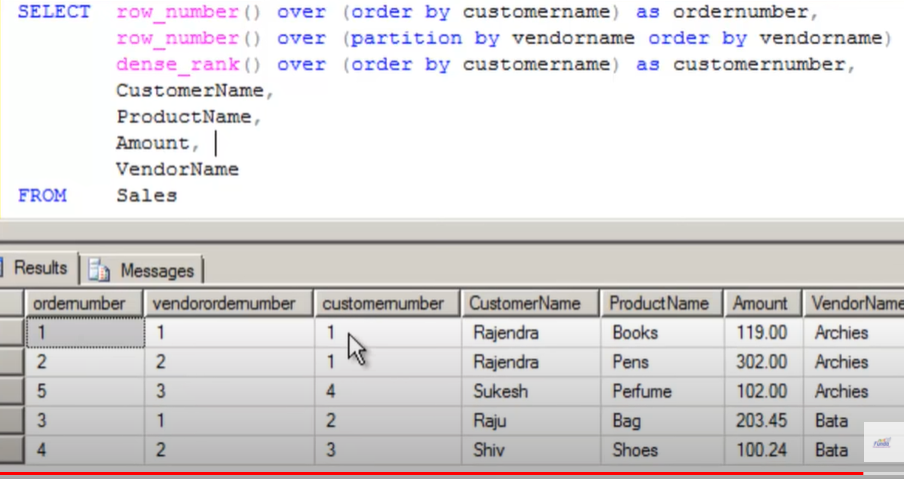 SELECT row_number() over (order by customername) as ordernumber,
row_number() over (partition by vendorname order by vendorname)
dense_rank() over (order by customername) as customernumber,
CustomerName,
ProductName,
Amount,
VendorName
FROM Sales
Results Messages
ordernumber vendorordernumber customernumber CustomerName ProductName Amount VendorName
1 1 1 Rajendra Books 119.00 Archies
2 2 1 Rajendra Pens 302.00 Archies
5 3 4 Sukesh Perfume 102.00 Archies
3 1 2 Raju Bag 203.45 Bata
4 2 3 Shiv Shoes 100.24 Bata